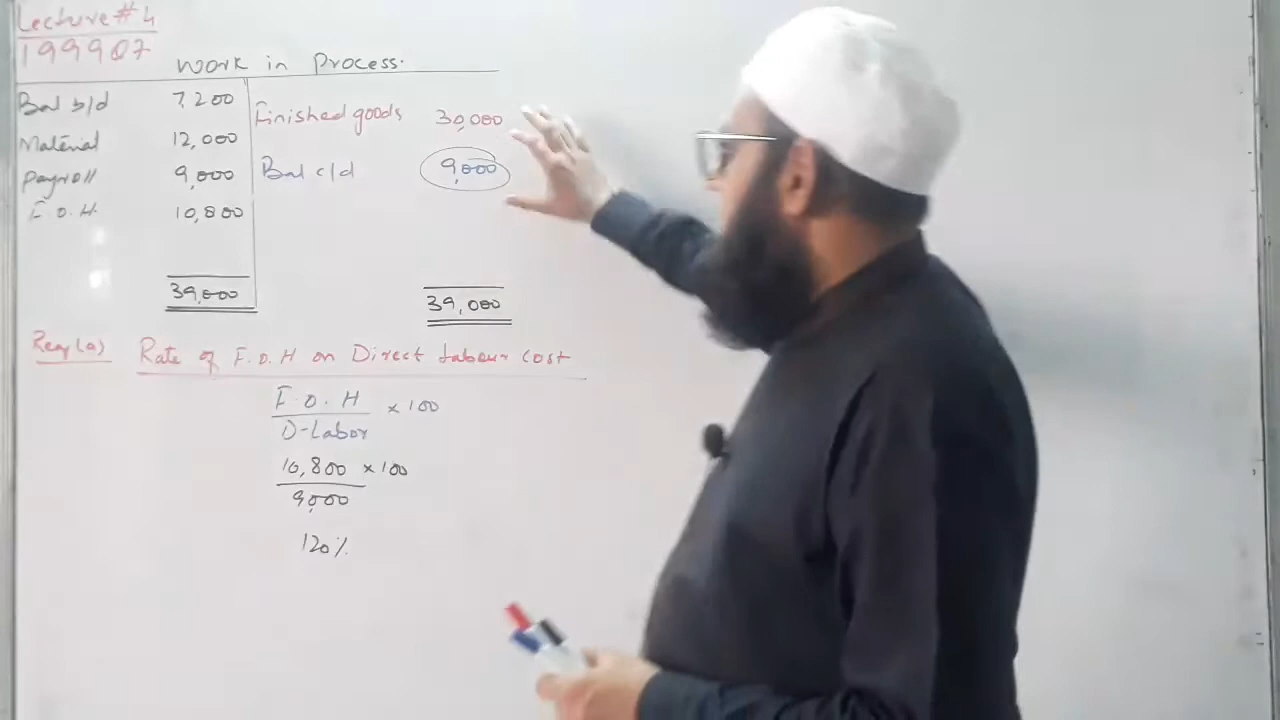 Lecture # 4
199907
Work in Process.
Bal b/d 7,200 Finished goods 30,000
Material 12,000
Payroll 9,000 Bal c/d 9,000
F.O.H. 10,800
39,000 39,000
Req(a) Rate of F.O.H on Direct Labour cost
F.O.H × 100
D-Labor
10,800 × 100
9,000
120%